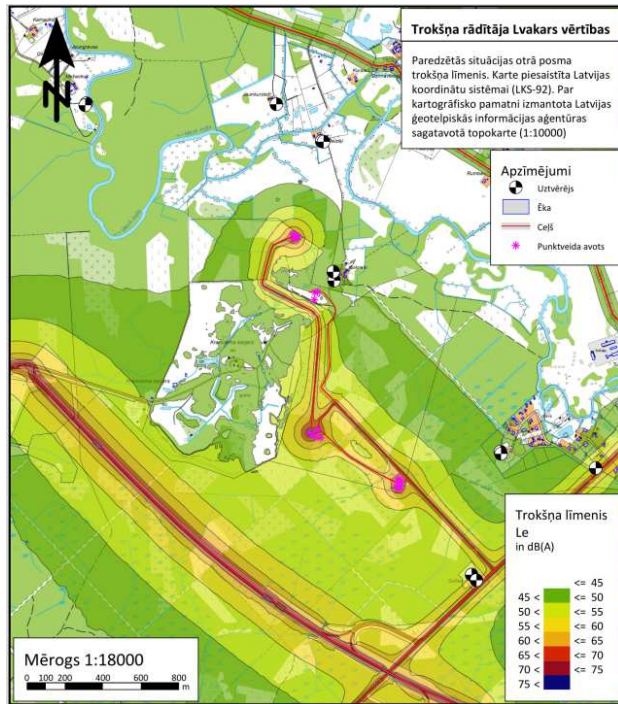 Trokšņa rādītāja Lvakars vērtības
Paredzētās situācijas otrā posma
trokšņa līmenis. Karte piesaistīta Latvijas
koordinātu sistēmai (LKS-92). Par
kartogrāfisko pamatni izmantota Latvijas
ģeotelpiskās informācijas aģentūras
sagatavotā topokarte (1:10000)
Apzīmējumi
Uztvērējs
Ēka
Ceļš
Punktveida avots
N
Trokšņa līmenis
Le
in dB(A)
<= 45
45 < <= 50
50 < <= 55
55 < <= 60
60 < <= 65
65 < <= 70
70 < <= 75
75 <
Mērogs 1:18000
0 100 200 400 600 800
m